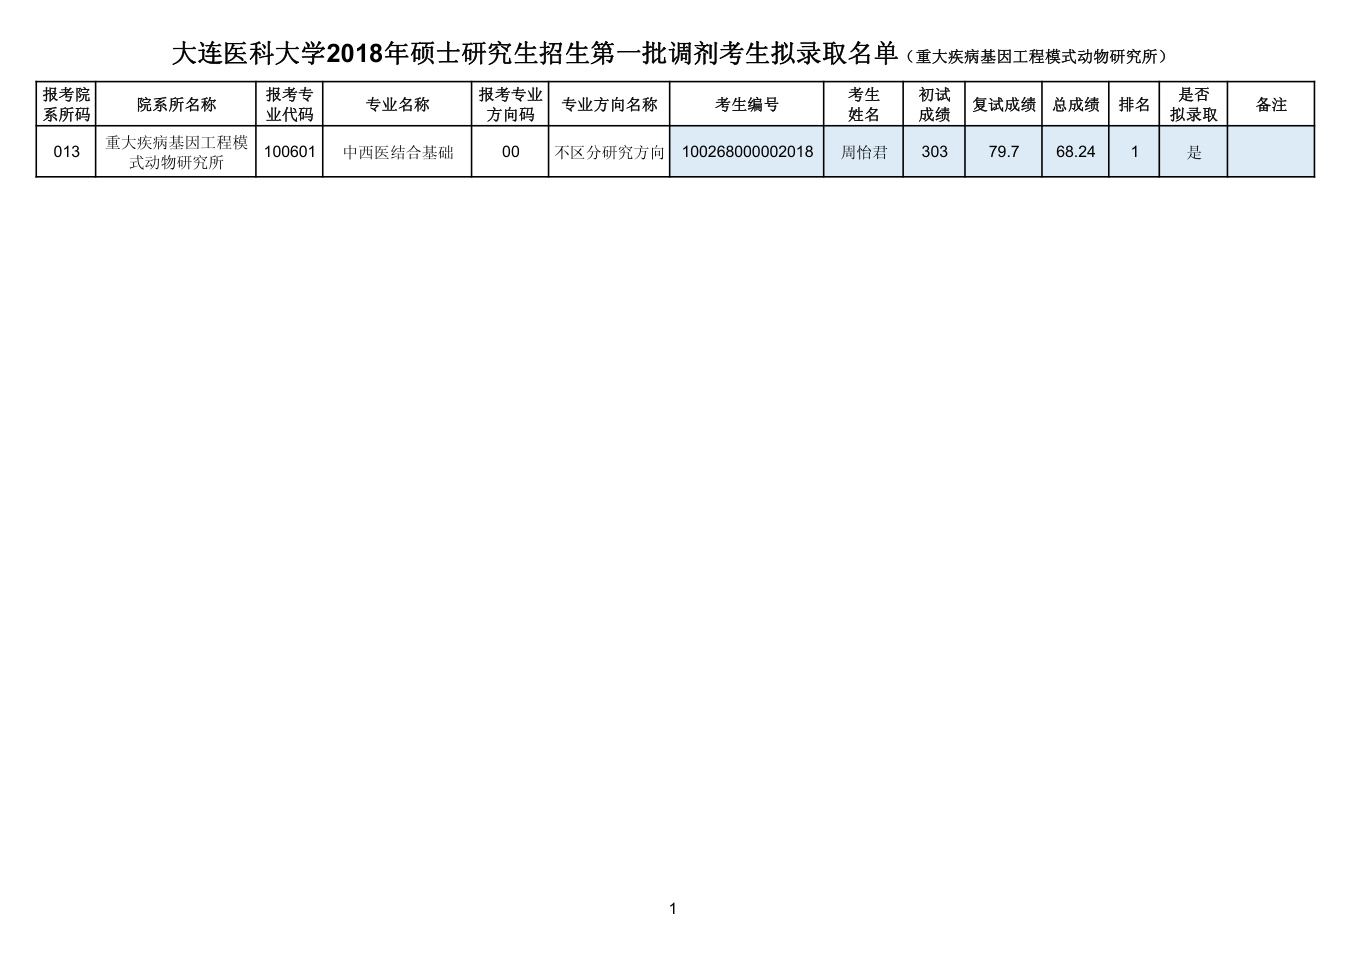 大连医科大学2018年硕士研究生招生第一批调剂考生拟录取名单（重大疾病基因工程模式动物研究所）
报考院系所码 院系所名称 报考专业代码 专业名称 报考专业方向码 专业方向名称 考生编号 考生姓名 初试成绩 复试成绩 总成绩 排名 是否拟录取 备注
013 重大疾病基因工程模式动物研究所 100601 中西医结合基础 00 不区分研究方向 100268000002018 周怡君 303 79.7 68.24 1 是
1